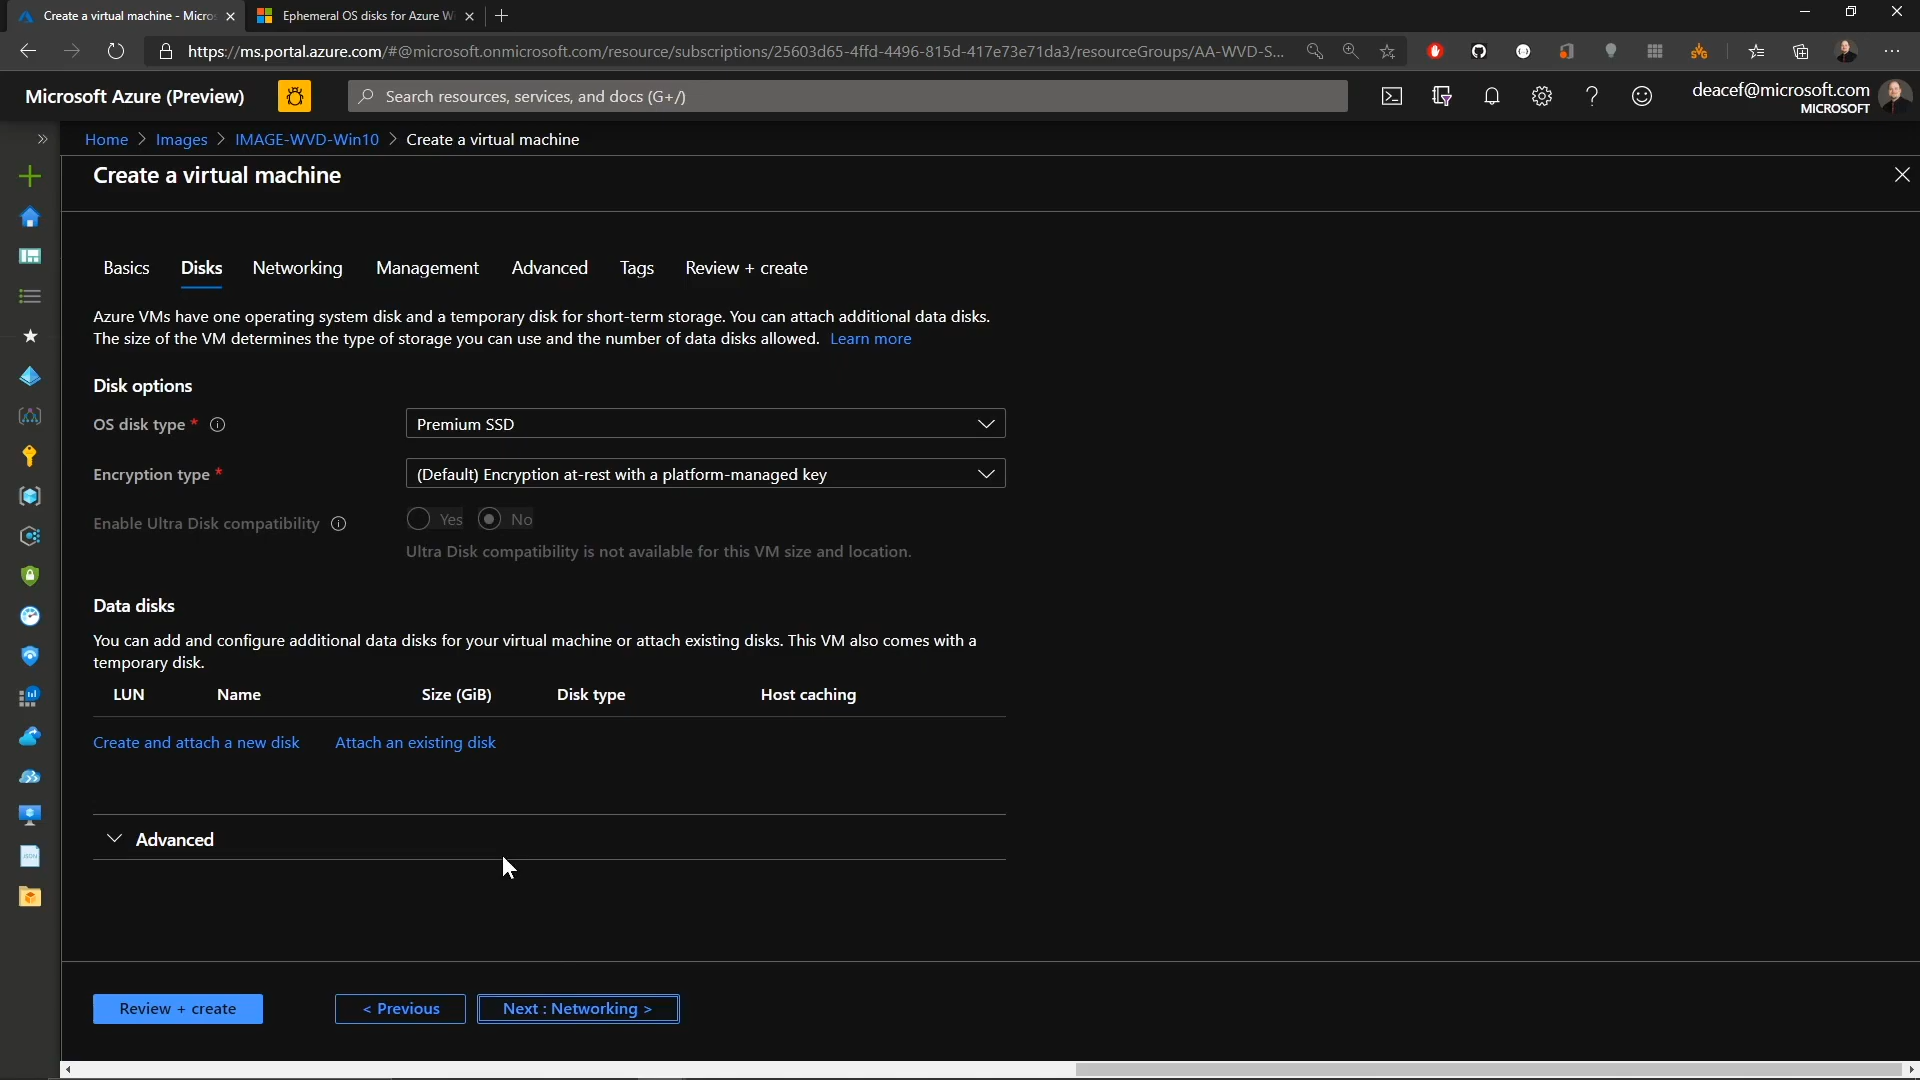 Create a virtual machine - Micros
Ephemeral OS disks for Azure W
https://ms.portal.azure.com/#@microsoft.onmicrosoft.com/resource/subscriptions/25603d65-4ffd-4496-815d-417e73e71da3/resourceGroups/AA-WVD-S...
Microsoft Azure (Preview)
Search resources, services, and docs (G+/)
deacef@microsoft.com
MICROSOFT
Home > Images > IMAGE-WVD-Win10 > Create a virtual machine
Create a virtual machine
Basics Disks Networking Management Advanced Tags Review + create
Azure VMs have one operating system disk and a temporary disk for short-term storage. You can attach additional data disks.
The size of the VM determines the type of storage you can use and the number of data disks allowed. Learn more
Disk options
OS disk type *
Premium SSD
Encryption type *
(Default) Encryption at-rest with a platform-managed key
Enable Ultra Disk compatibility
Yes No
Ultra Disk compatibility is not available for this VM size and location.
Data disks
You can add and configure additional data disks for your virtual machine or attach existing disks. This VM also comes with a
temporary disk.
LUN Name Size (GiB) Disk type Host caching
Create and attach a new disk Attach an existing disk
Advanced
Review + create < Previous Next : Networking >